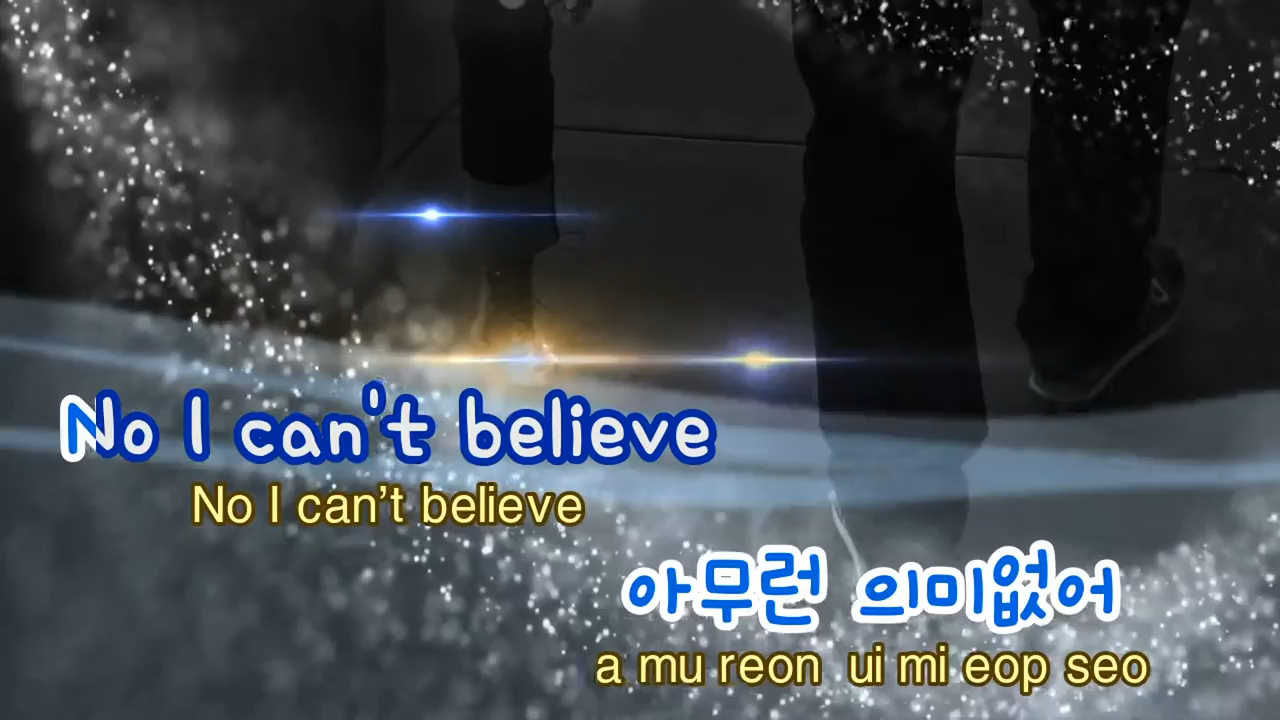 No I can't believe
No I can’t believe
아무런 의미없어
a mu reon ui mi eop seo